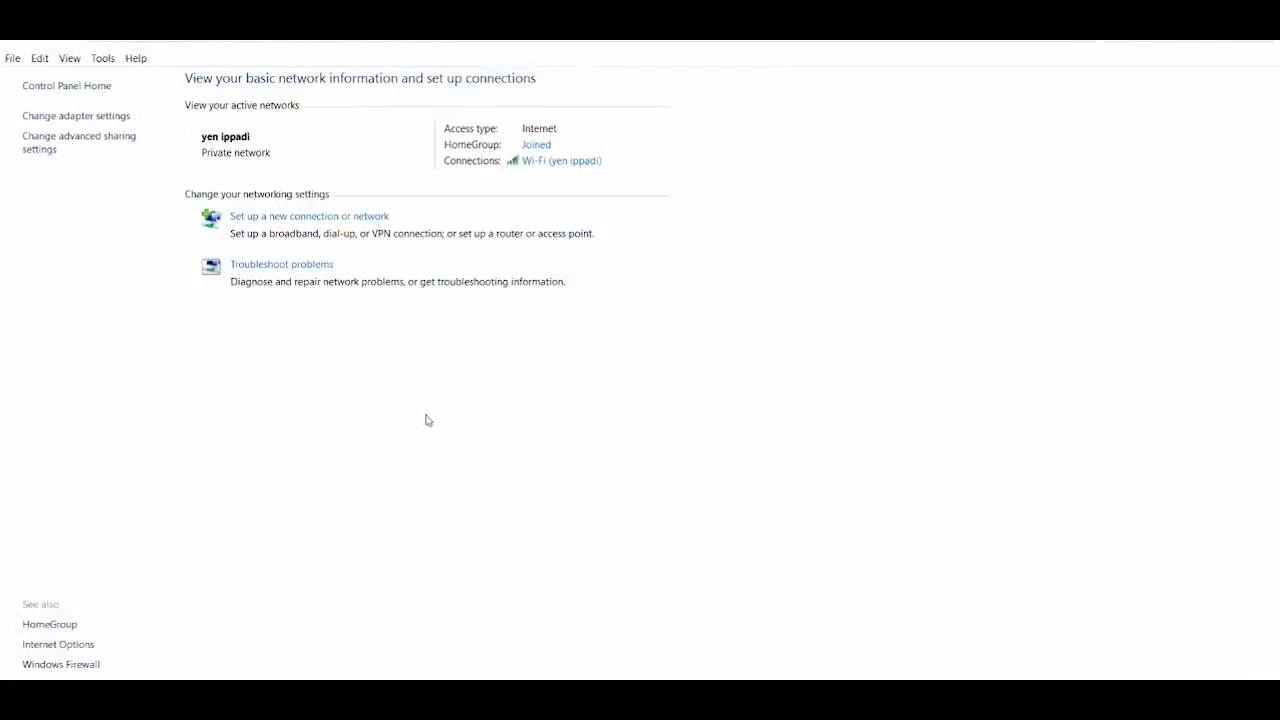 File Edit View Tools Help
Control Panel Home
Change adapter settings
Change advanced sharing
settings
View your basic network information and set up connections
View your active networks
yen ippadi
Private network
Access type: Internet
HomeGroup: Joined
Connections: Wi-Fi (yen ippadi)
Change your networking settings
Set up a new connection or network
Set up a broadband, dial-up, or VPN connection; or set up a router or access point.
Troubleshoot problems
Diagnose and repair network problems, or get troubleshooting information.
See also
HomeGroup
Internet Options
Windows Firewall